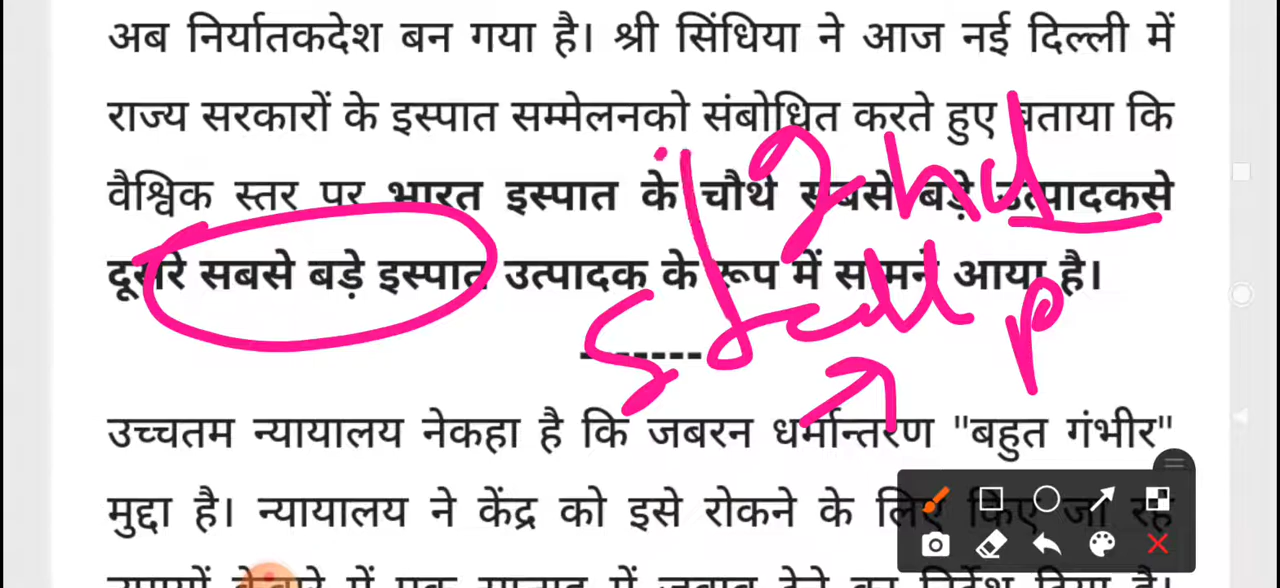 अब निर्यातकदेश बन गया है। श्री सिंधिया ने आज नई दिल्ली में
राज्य सरकारों के इस्पात सम्मेलनको संबोधित करते हुए बताया कि
वैश्विक स्तर पर भारत इस्पात के चौथे सबसे बड़े उत्पादकसे
2nd
दूसरे सबसे बड़े इस्पात उत्पादक के रूप में सामने आया है।
p
-------
उच्चतम न्यायालय नेकहा है कि जबरन धर्मान्तरण "बहुत गंभीर"
मुद्दा है। न्यायालय ने केंद्र को इसे रोकने के लिए किए जा रहे